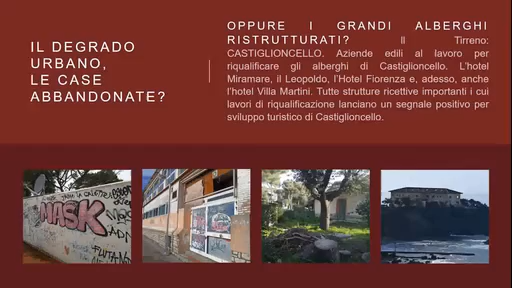 IL DEGRADO
URBANO,
LE CASE
ABBANDONATE?
OPPURE I GRANDI ALBERGHI
RISTRUTTURATI? Il Tirreno:
CASTIGLIONCELLO. Aziende edili al lavoro per
riqualificare gli alberghi di Castiglioncello. L'hotel
Miramare, il Leopoldo, l'Hotel Fiorenza e, adesso, anche
l'hotel Villa Martini. Tutte strutture ricettive importanti i cui
lavori di riqualificazione lanciano un segnale positivo per
sviluppo turistico di Castiglioncello.
MASK